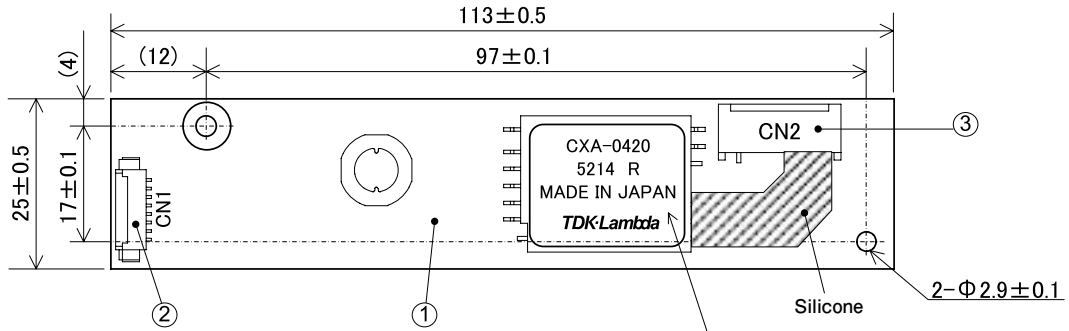 113±0.5
(12)
97±0.1
(4)
25±0.5
17±0.1
CN1
CXA-0420
5214 R
MADE IN JAPAN
TDK·Lambda
CN2
3
2
1
Silicone
2-Φ2.9±0.1